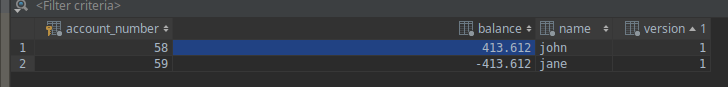 <Filter criteria>
account_number balance name version 1
1 58 413.612 john 1
2 59 -413.612 jane 1